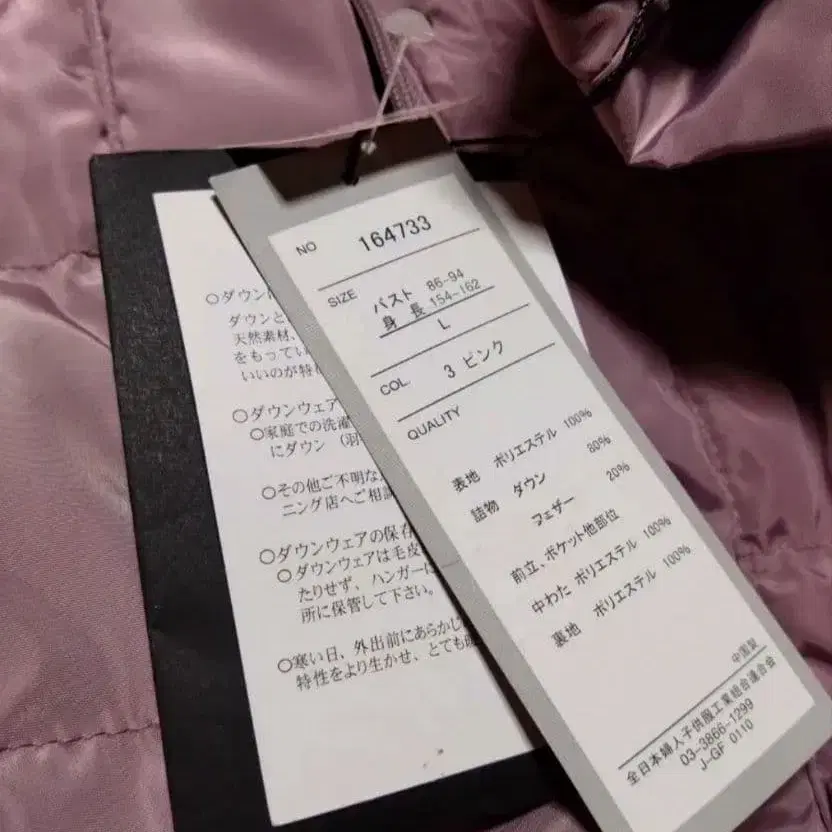 NO 164733
SIZE バスト 86-94
身長 154-162
L
COL. 3 ピンク
QUALITY
表地 ポリエステル 100%
詰物 ダウン 80%
フェザー 20%
前立、ポケット他部位
中わた ポリエステル 100%
裏地 ポリエステル 100%
中国製
全日本婦人子供服工業組合連合会
03-3866-1299
J-GF 0110
○ダウン
ダウンと
天然素材、
をもってい
いいのが特
○ダウンウェア
○家庭での洗濯
にダウン（羽
○その他ご不明な
ニング店へご相談
○ダウンウェアの保存
○ダウンウェアは毛皮
たりせず、ハンガーに
所に保管して下さい。
○寒い日、外出前にあらかじ
特性をより生かせ、とても